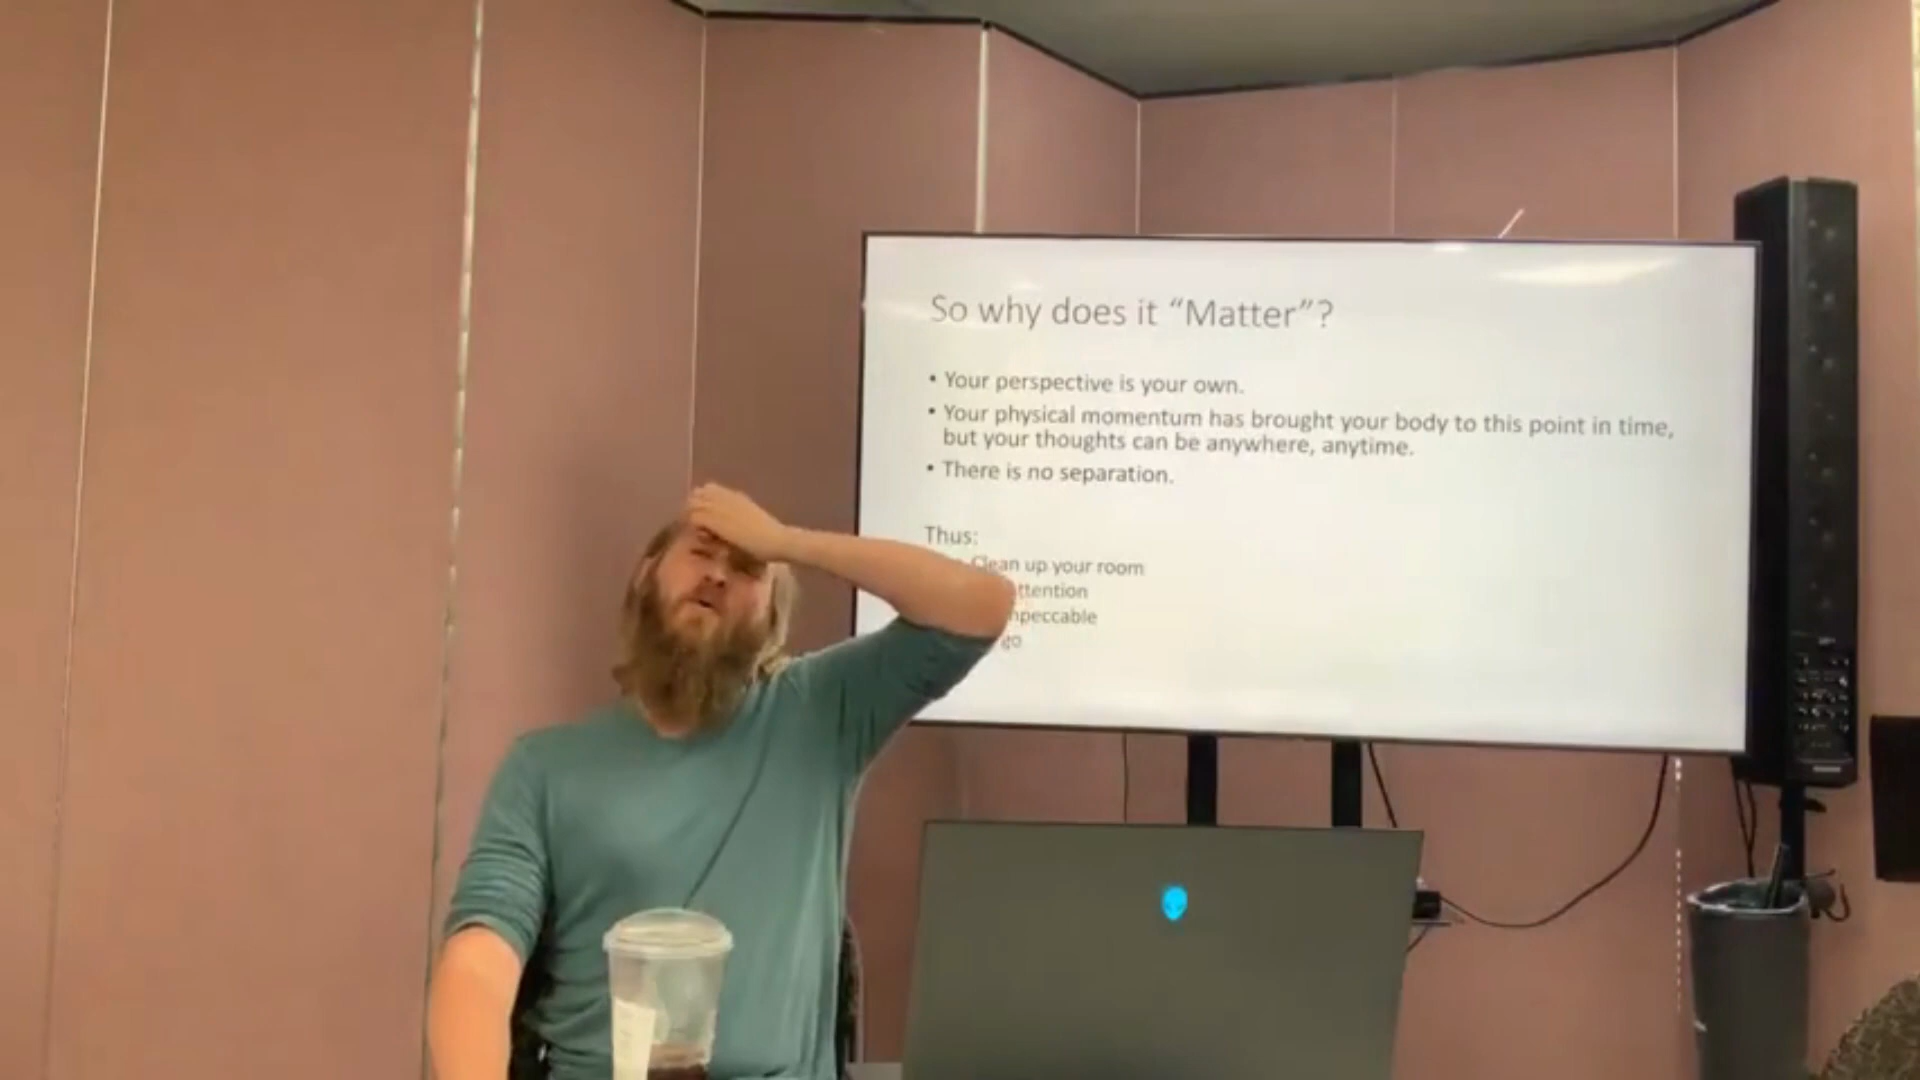 So why does it “Matter”?
• Your perspective is your own.
• Your physical momentum has brought your body to this point in time,
but your thoughts can be anywhere, anytime.
• There is no separation.
Thus:
Clean up your room
ttention
peccable
go